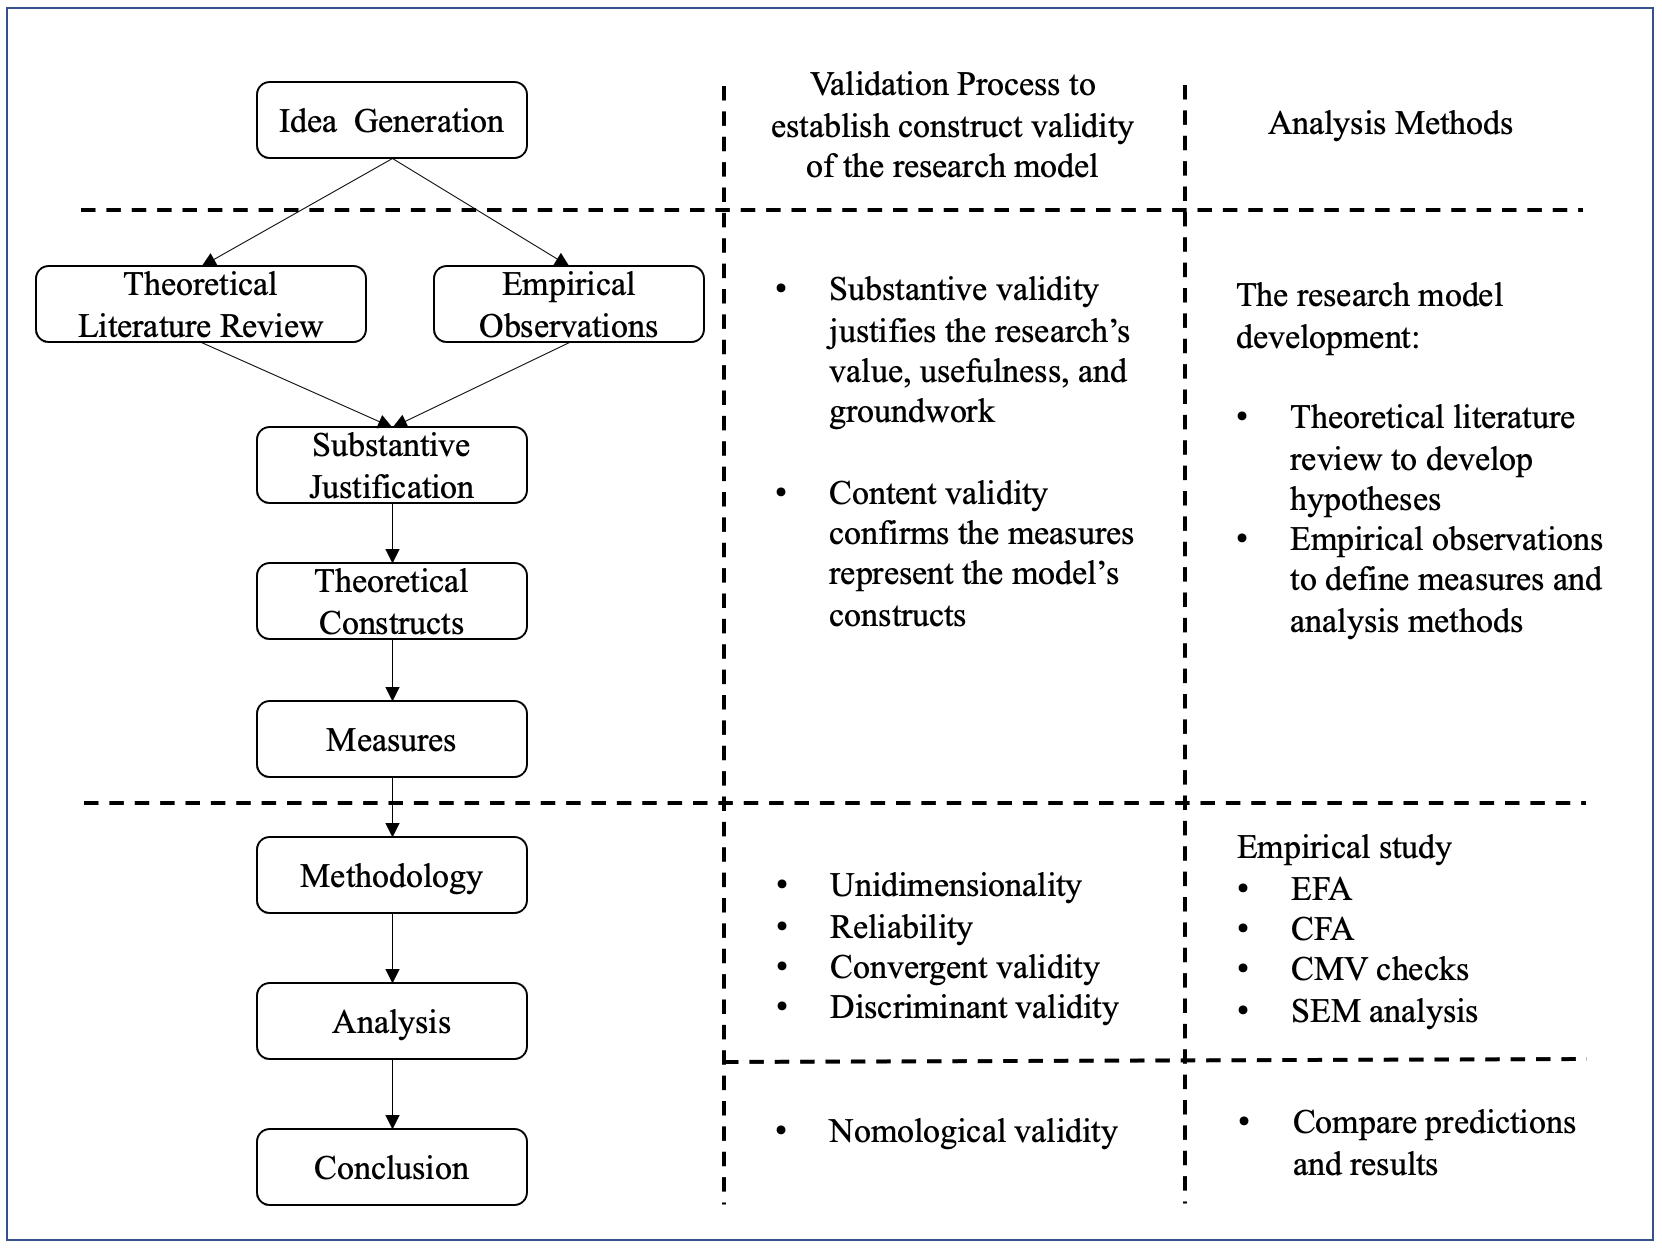 Idea Generation
Validation Process to
establish construct validity
of the research model
Analysis Methods
Theoretical
Literature Review
Empirical
Observations
Substantive
Justification
Theoretical
Constructs
Measures
• Substantive validity
justifies the research’s
value, usefulness, and
groundwork
• Content validity
confirms the measures
represent the model’s
constructs
The research model
development:
• Theoretical literature
review to develop
hypotheses
• Empirical observations
to define measures and
analysis methods
Methodology
Analysis
• Unidimensionality
• Reliability
• Convergent validity
• Discriminant validity
Empirical study
• EFA
• CFA
• CMV checks
• SEM analysis
Conclusion
• Nomological validity
• Compare predictions
and results